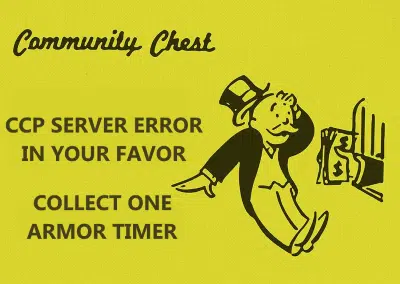 Community Chest
CCP SERVER ERROR
IN YOUR FAVOR
COLLECT ONE
ARMOR TIMER
$
$